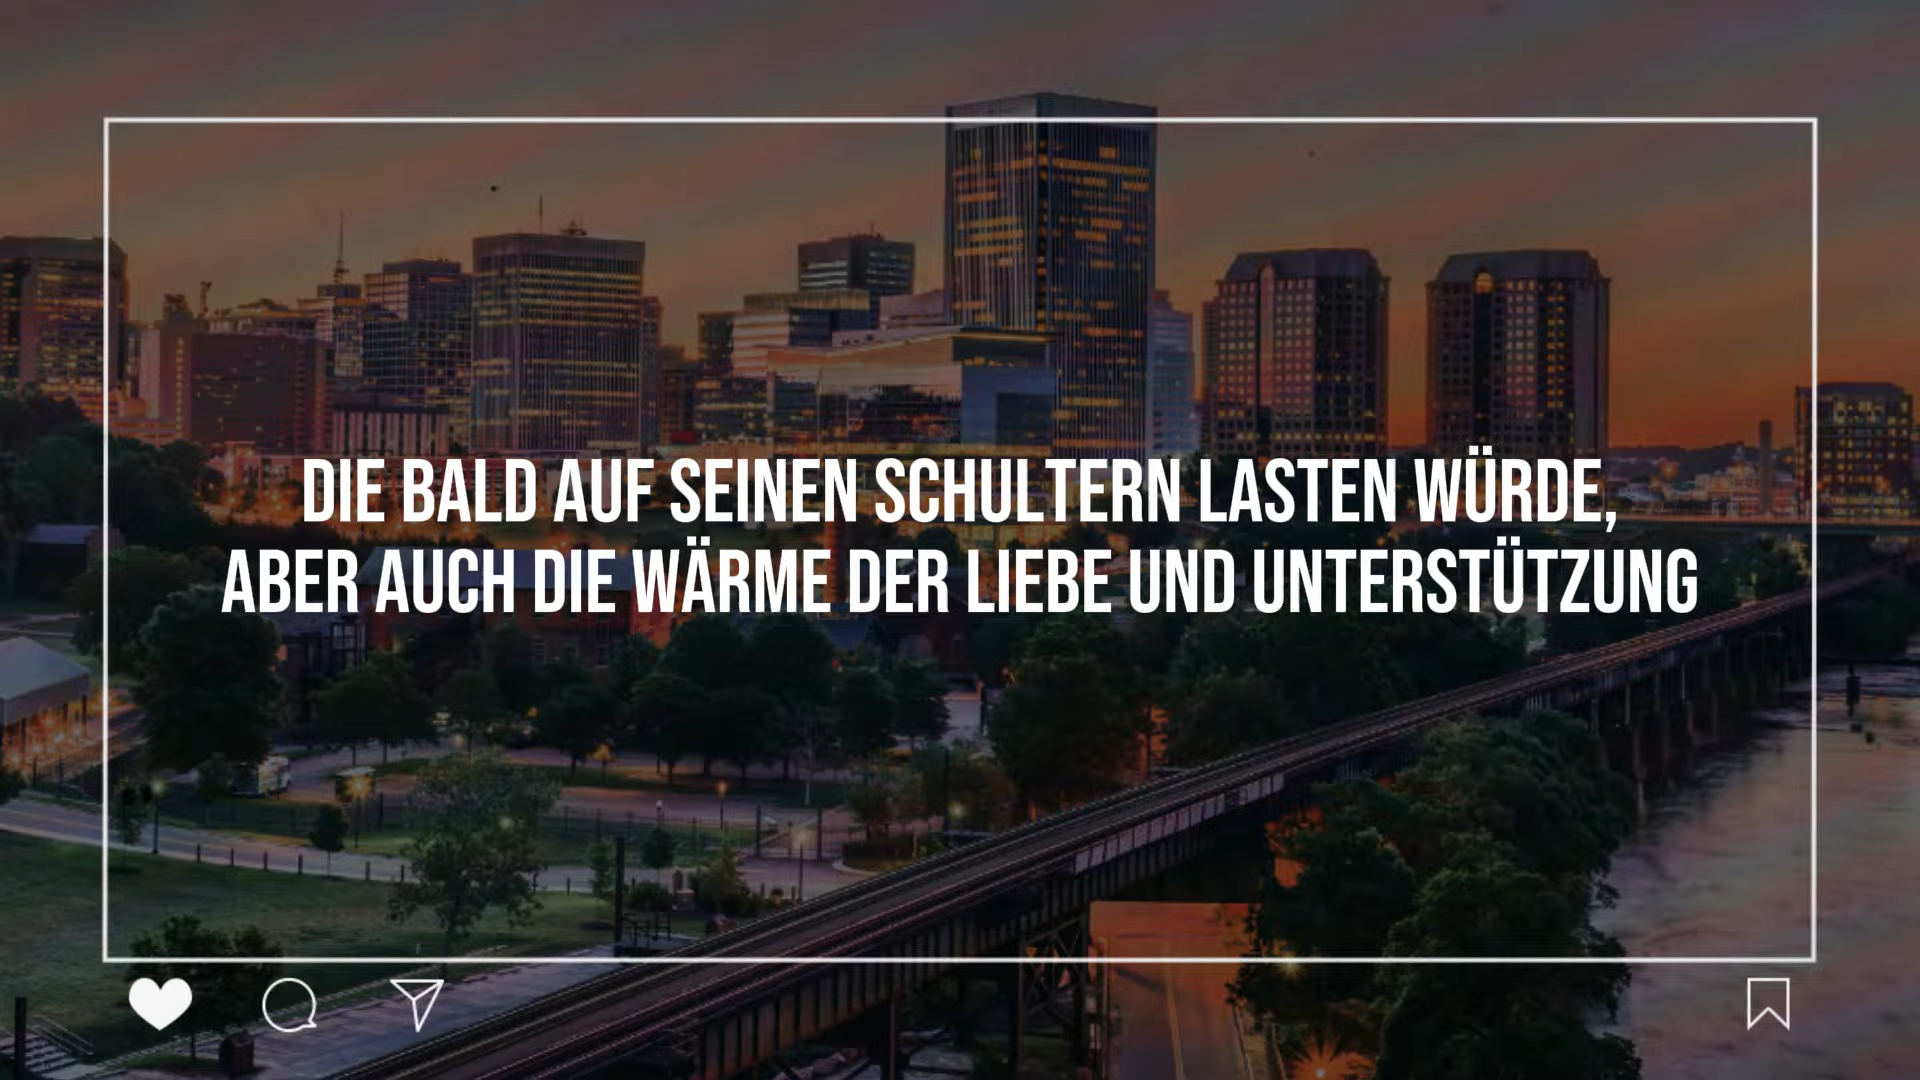 DIE BALD AUF SEINEN SCHULTERN LASTEN WÜRDE,
ABER AUCH DIE WÄRME DER LIEBE UND UNTERSTÜTZUNG